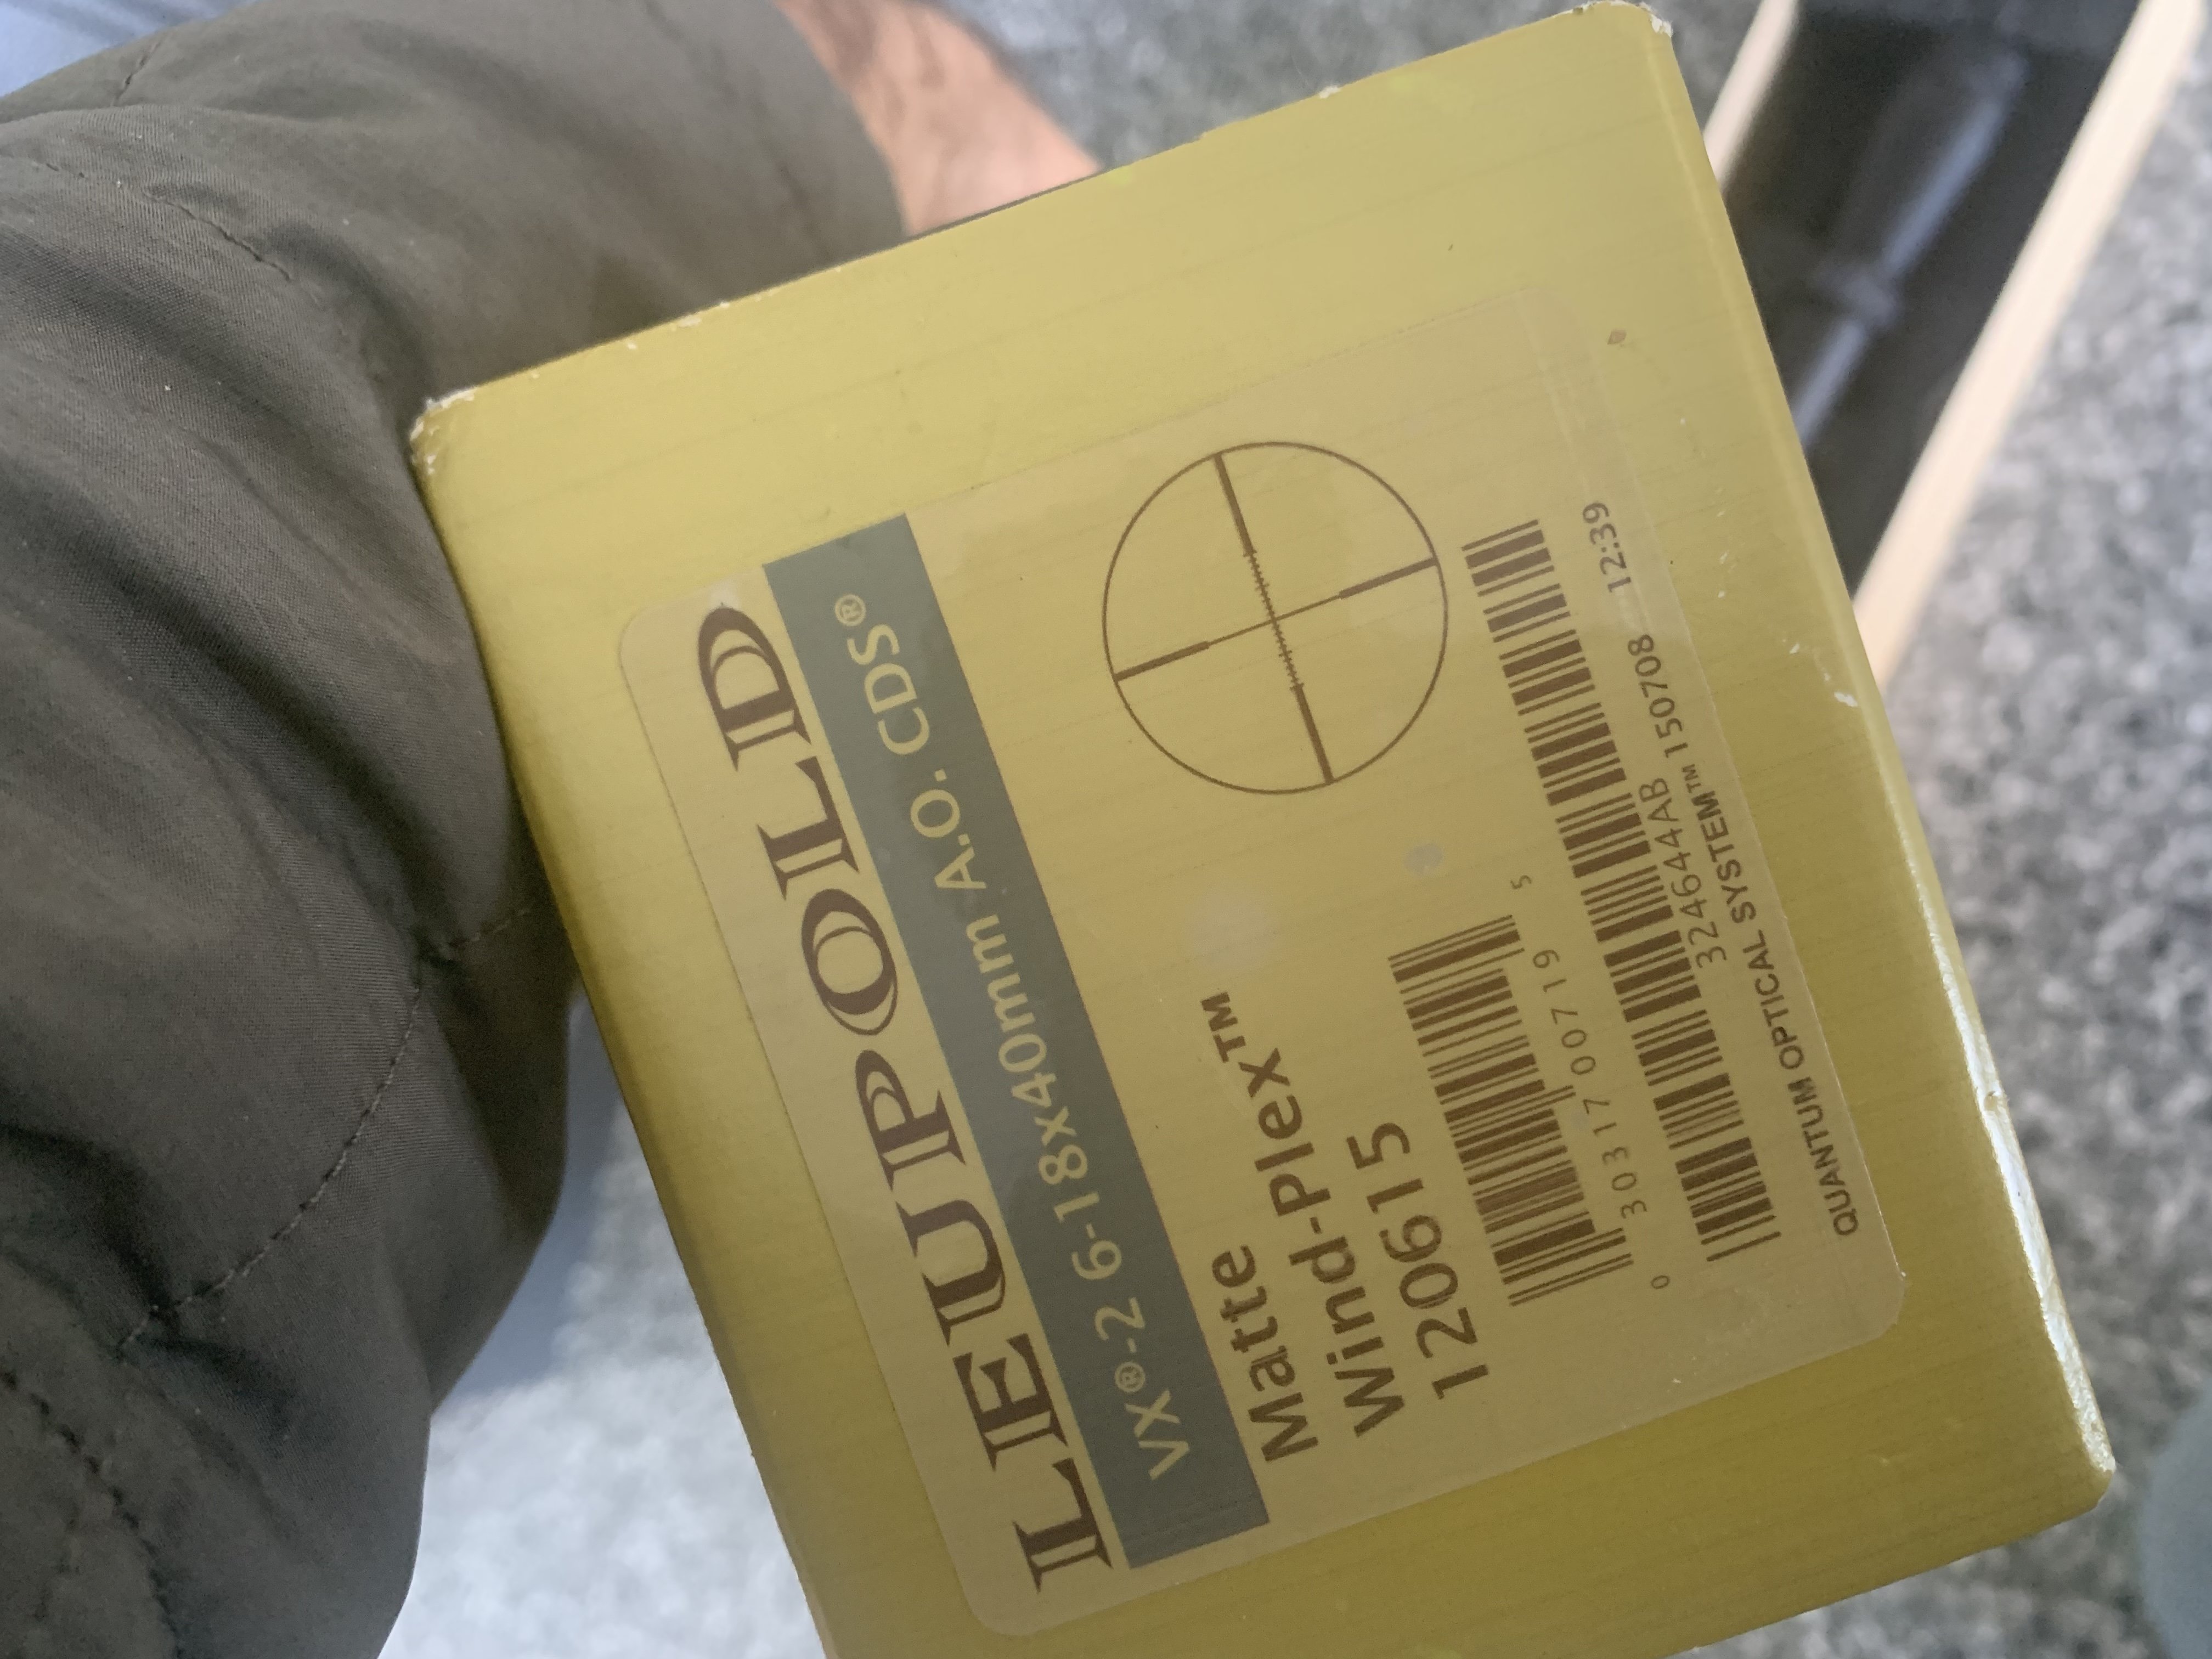 LEUPOLD
VX®-2 6-18x40mm A.O. CDS®
Matte
Wind-Plex™
120615
0 30317 00719 5
324644AB 150708 12:39
QUANTUM OPTICAL SYSTEM™